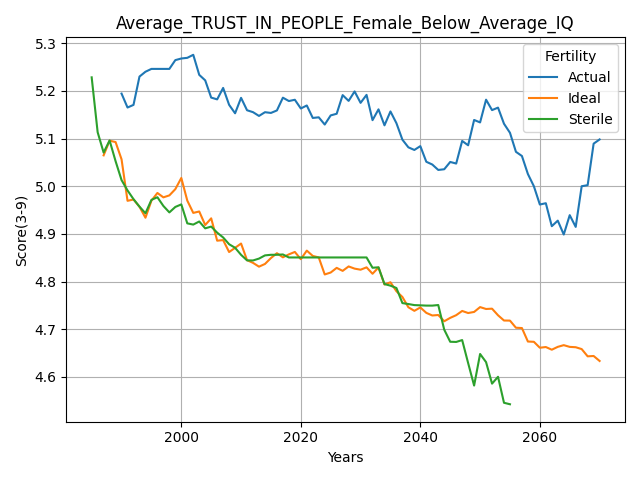 Average_TRUST_IN_PEOPLE_Female_Below_Average_IQ
Fertility
Actual
Ideal
Sterile
Score(3-9)
5.3
5.2
5.1
5.0
4.9
4.8
4.7
4.6
2000
2020
2040
2060
Years